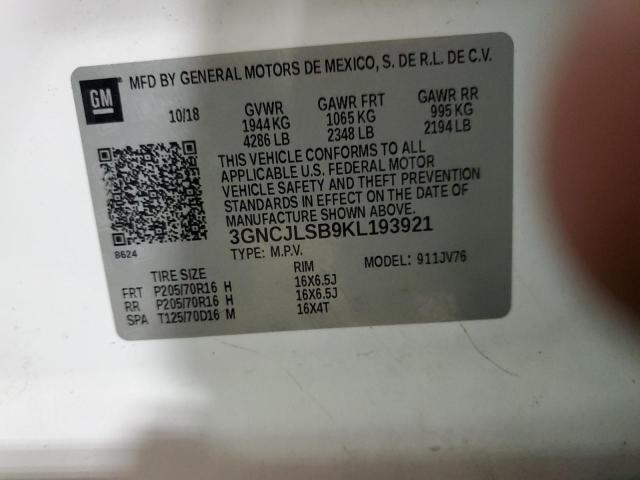 GM
MFD BY GENERAL MOTORS DE MEXICO, S. DE R.L. DE C.V.
10/18 GVWR GAWR FRT GAWR RR
1944 KG 1065 KG 995 KG
4286 LB 2348 LB 2194 LB
THIS VEHICLE CONFORMS TO ALL
APPLICABLE U.S. FEDERAL MOTOR
VEHICLE SAFETY AND THEFT PREVENTION
STANDARDS IN EFFECT ON THE DATE OF
MANUFACTURE SHOWN ABOVE.
3GNCJLSB9KL193921
8624
TYPE: M.P.V. MODEL: 911JV76
TIRE SIZE RIM
FRT P205/70R16 H 16X6.5J
RR P205/70R16 H 16X6.5J
SPA T125/70D16 M 16X4T